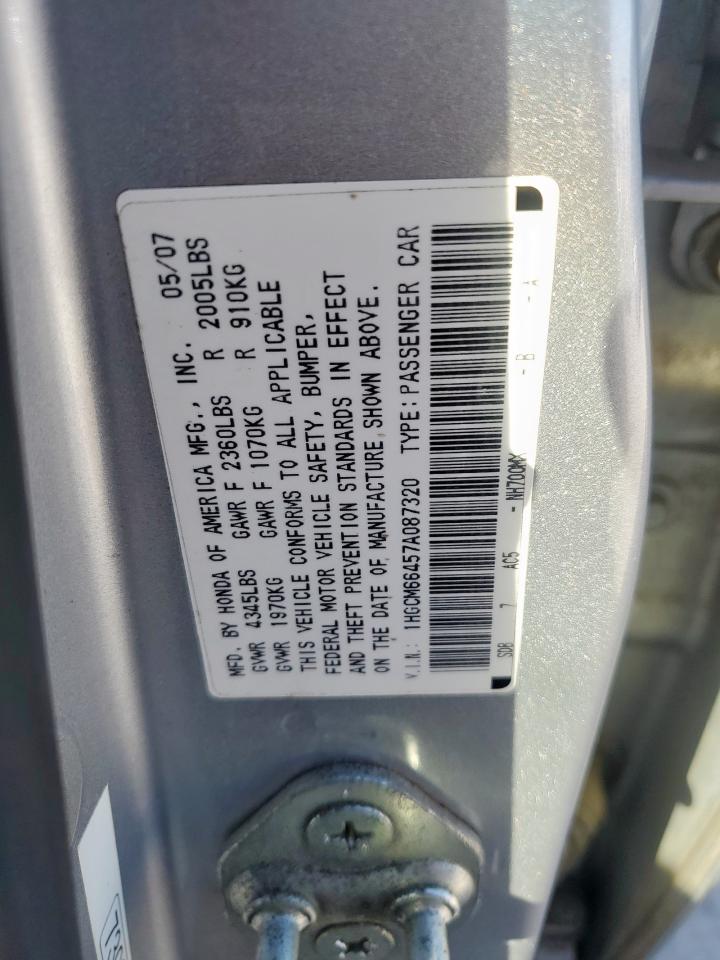 MFD. BY HONDA OF AMERICA MFG., INC. 05/07
GVWR 4345LBS GAWR F 2360LBS R 2005LBS
GVWR 1970KG GAWR F 1070KG R 910KG
THIS VEHICLE CONFORMS TO ALL APPLICABLE
FEDERAL MOTOR VEHICLE SAFETY, BUMPER,
AND THEFT PREVENTION STANDARDS IN EFFECT
ON THE DATE OF MANUFACTURE SHOWN ABOVE.
V.I.N.: 1HGCM66457A087320 TYPE: PASSENGER CAR
SDB 7 AC5 - NH700MX - B - A